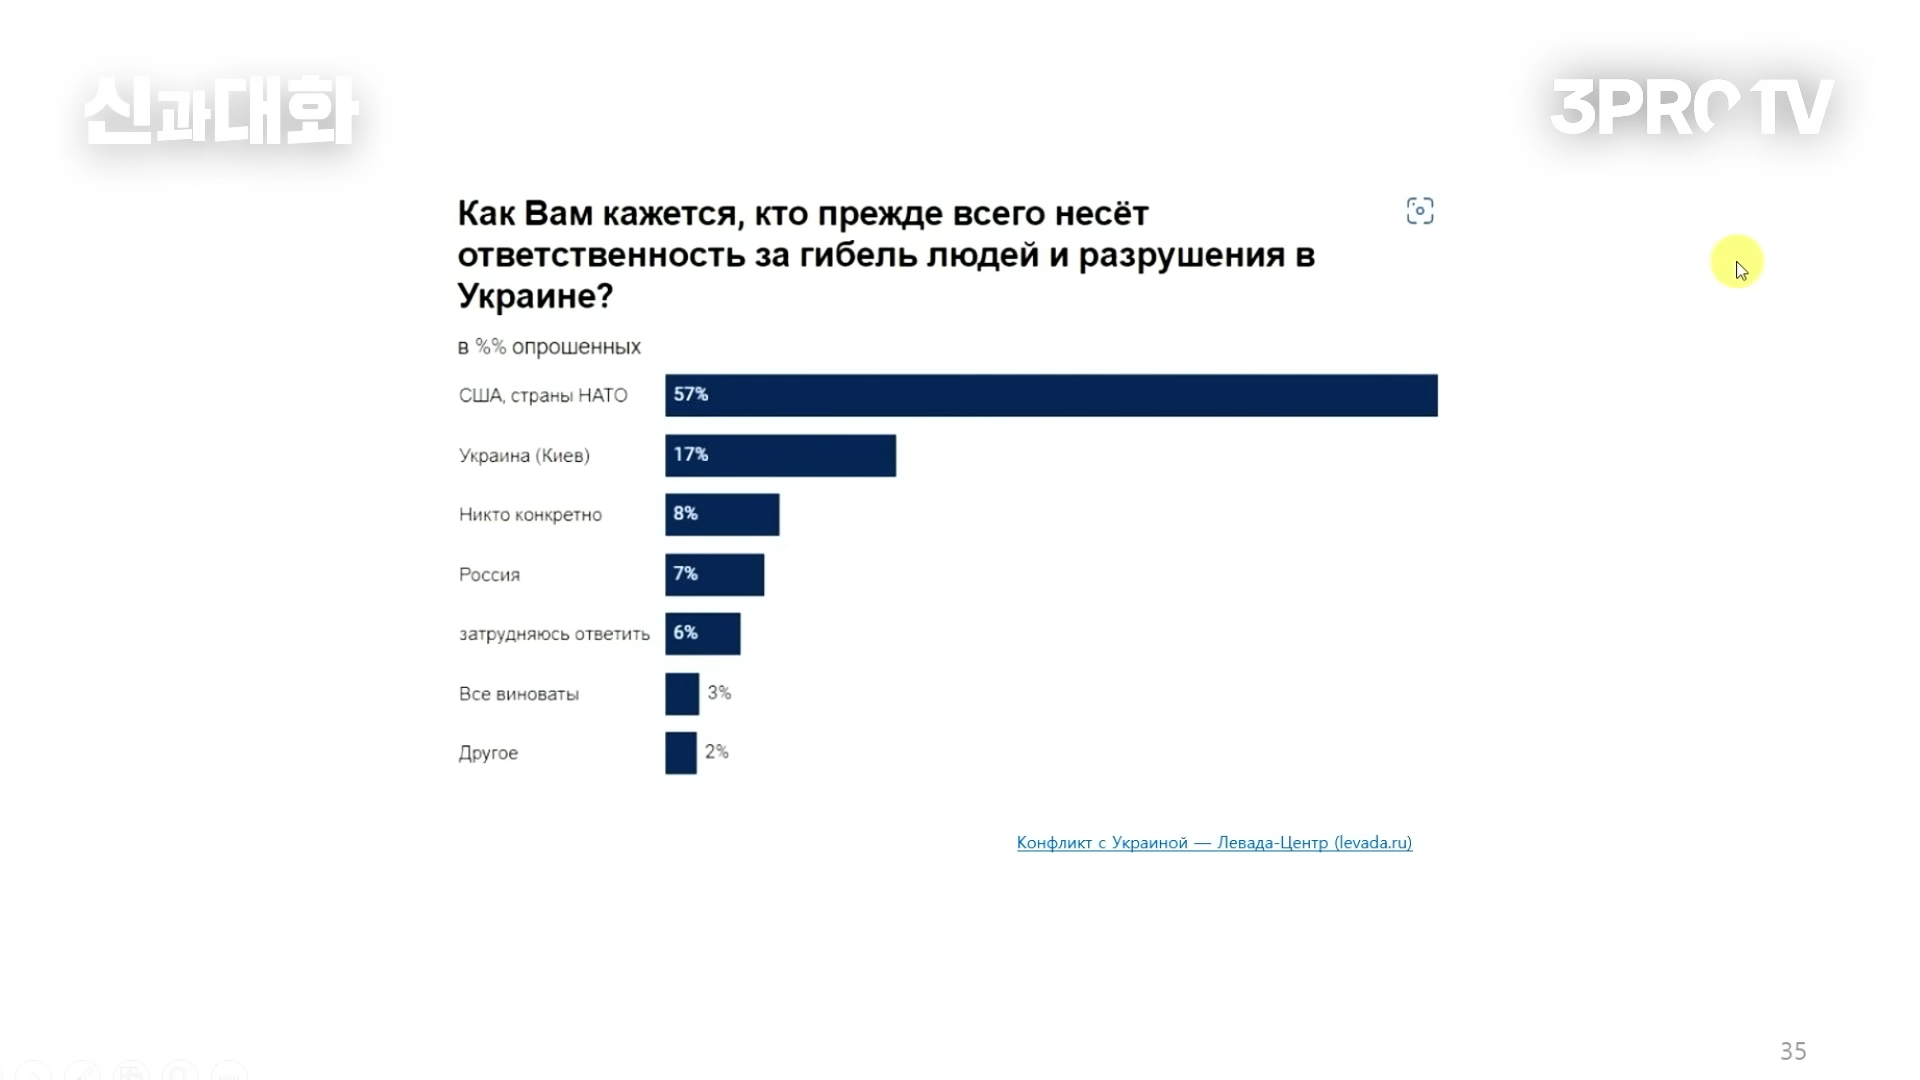 신과대화
3PRO TV
Как Вам кажется, кто прежде всего несёт
ответственность за гибель людей и разрушения в
Украине?
в %% опрошенных
США, страны НАТО 57%
Украина (Киев) 17%
Никто конкретно 8%
Россия 7%
затрудняюсь ответить 6%
Все виноваты 3%
Другое 2%
Конфликт с Украиной — Левада-Центр (levada.ru)
35